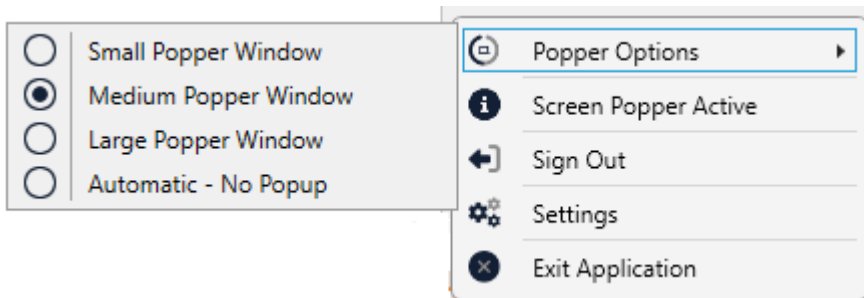 Small Popper Window
Medium Popper Window
Large Popper Window
Automatic - No Popup
Popper Options
Screen Popper Active
Sign Out
Settings
Exit Application